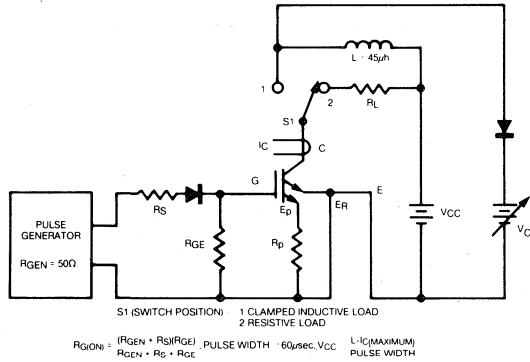 L · 45µh
1
2
RL
S1
IC
C
G
E
ER
RS
EP
VCC
VC
PULSE
GENERATOR
RGEN = 50Ω
RGE
RP
S1 (SWITCH POSITION) 1 CLAMPED INDUCTIVE LOAD
2 RESISTIVE LOAD
RG(ON) = (RGEN + RS)(RGE) . PULSE WIDTH · 60µsec, VCC L·IC(MAXIMUM)
RGEN + RS + RGE PULSE WIDTH